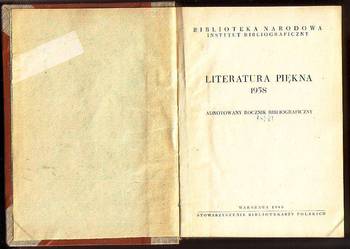 BIBLIOTEKA NARODOWA
INSTYTUT BIBLIOGRAFICZNY
LITERATURA PIĘKNA
1958
ADNOTOWANY ROCZNIK BIBLIOGRAFICZNY
WARSZAWA
STOWARZYSZENIE BIBLIOTEKARZY POLSKICH